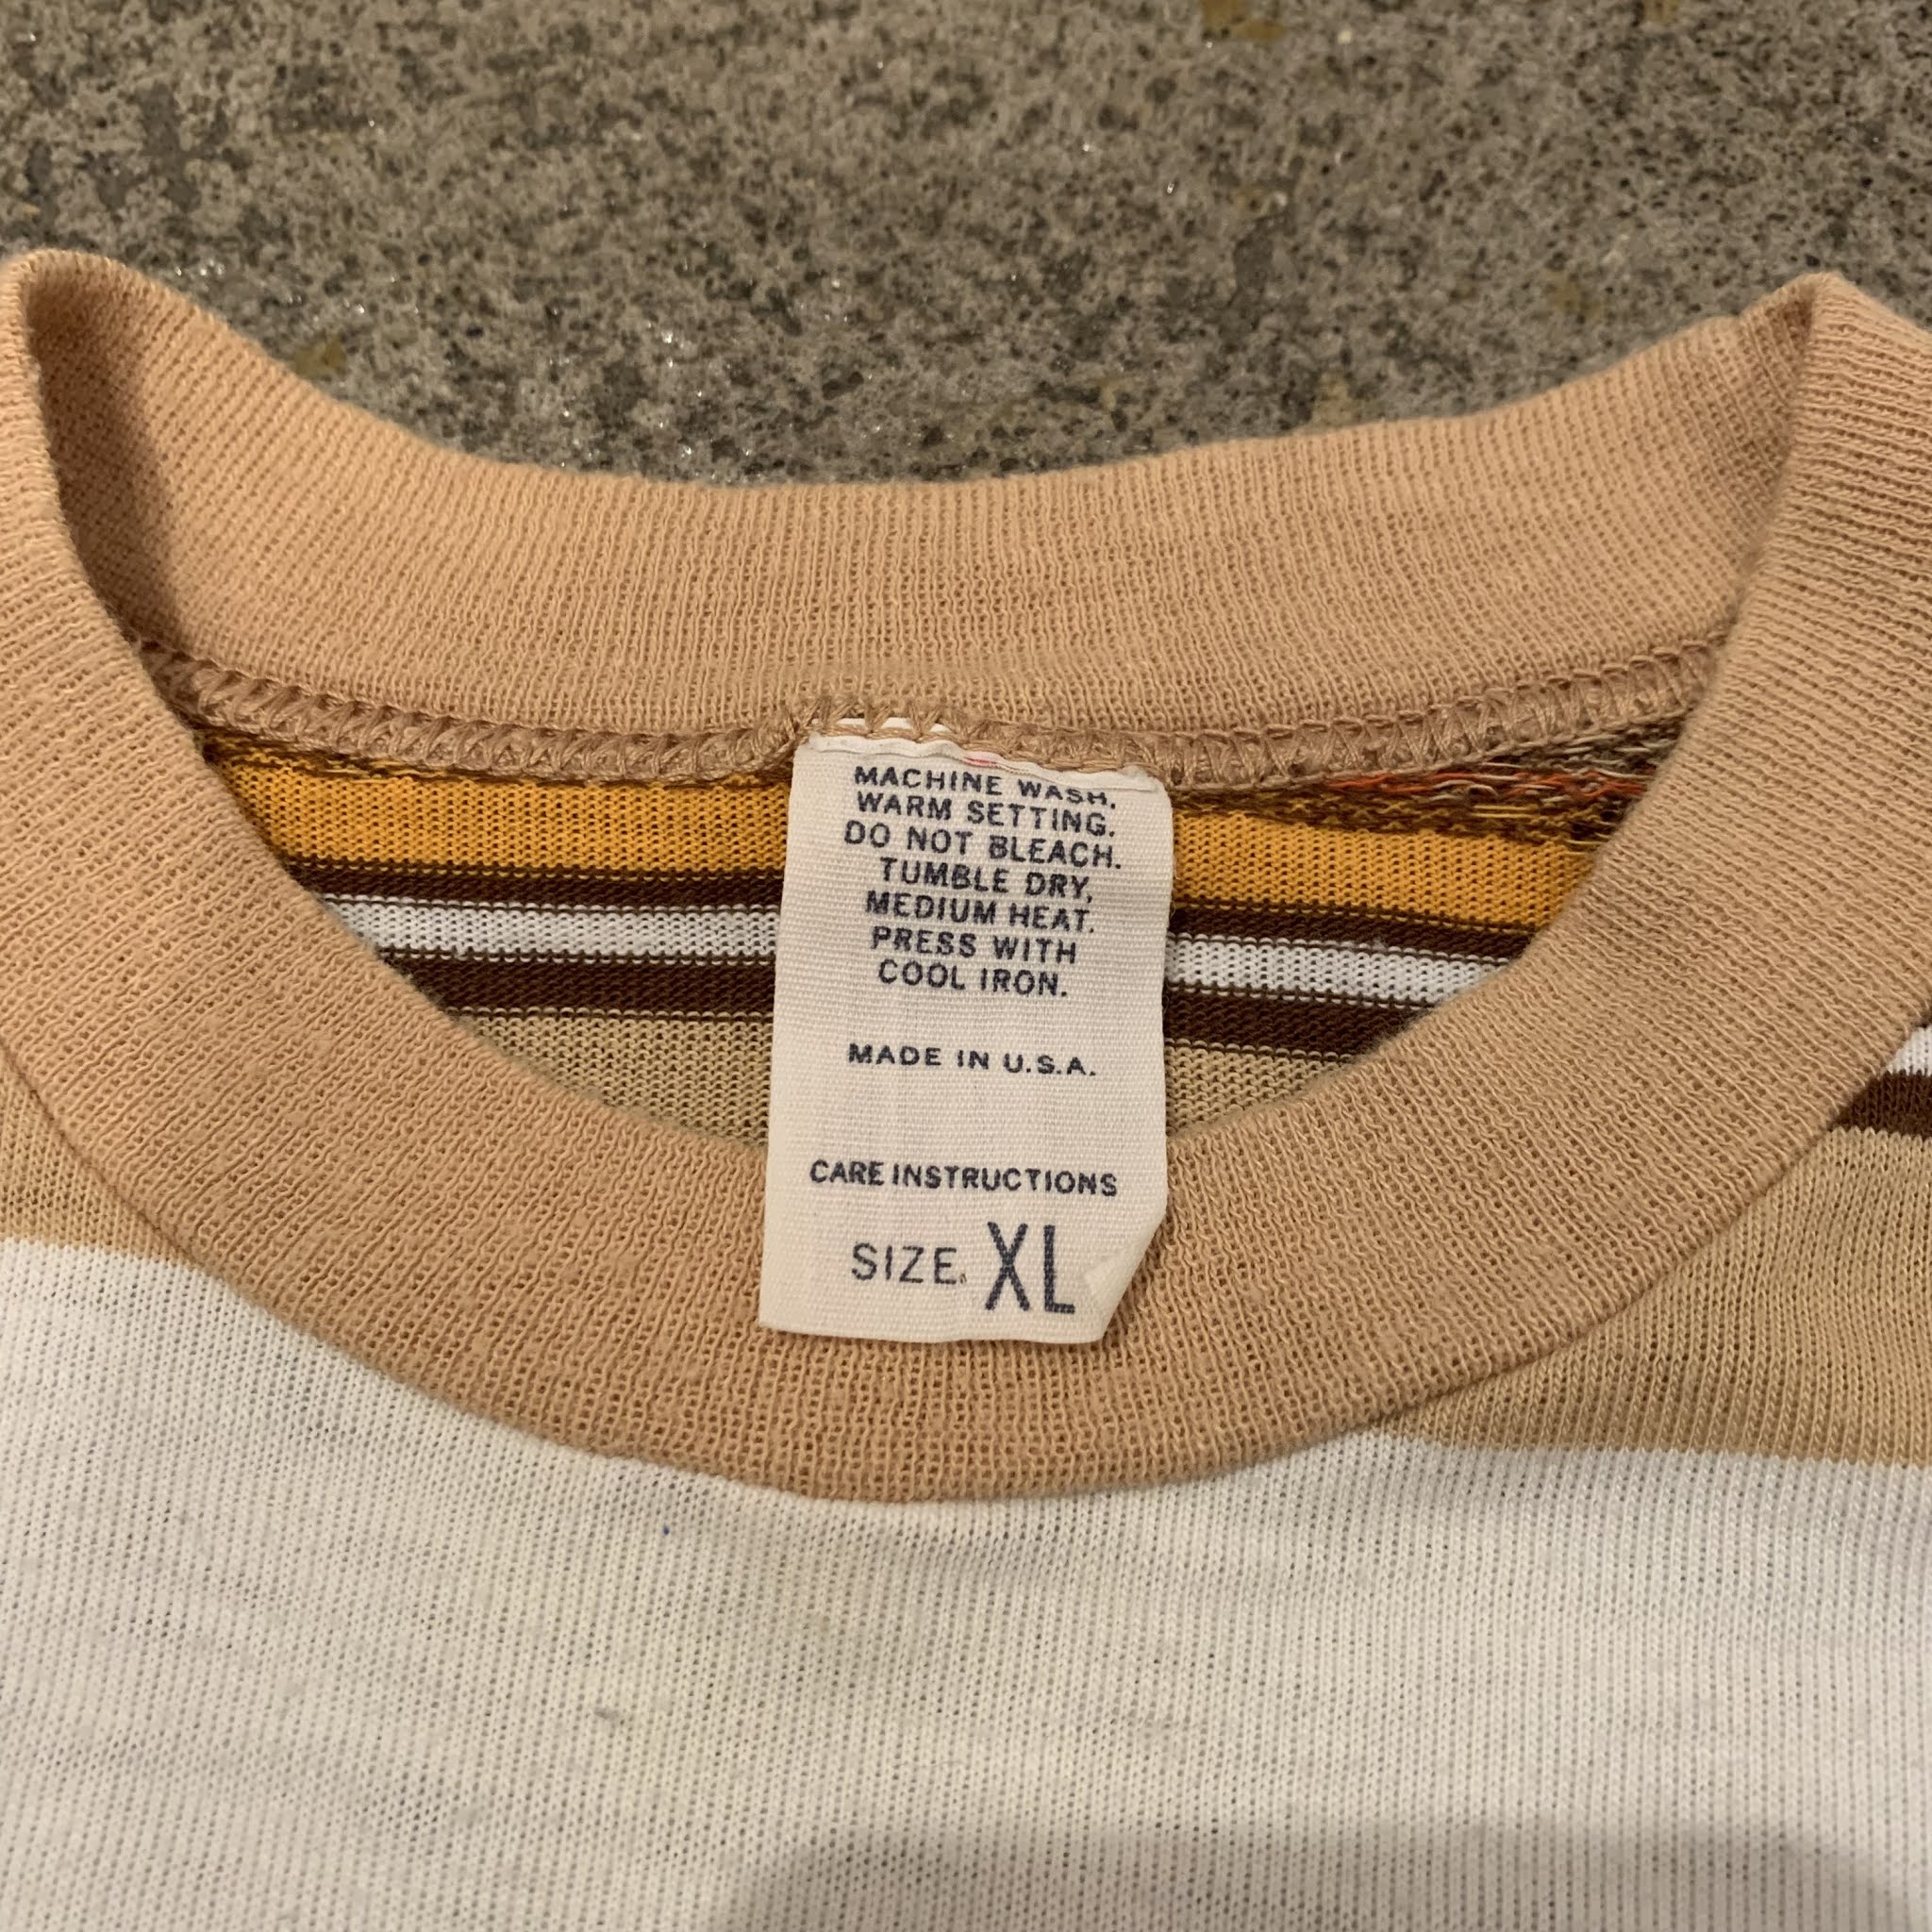 MACHINE WASH.
WARM SETTING.
DO NOT BLEACH.
TUMBLE DRY,
MEDIUM HEAT.
PRESS WITH
COOL IRON.
MADE IN U.S.A.
CARE INSTRUCTIONS
SIZE. XL